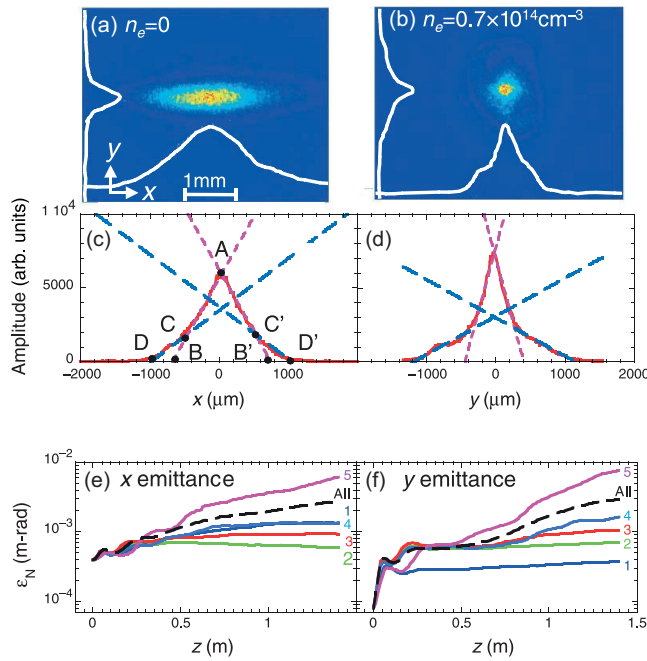 (a) nₑ=0
(b) nₑ=0.7×10¹⁴cm⁻³
y
x
1mm
Amplitude (arb. units)
1 10⁴
5000
0
(c)
A
C
C'
D
B
B'
D'
(d)
−2000
−1000
0
1000
x (μm)
−1000
0
1000
2000
y (μm)
εN (m-rad)
10⁻²
10⁻³
10⁻⁴
(e) x emittance
5
All
1
4
3
2
(f) y emittance
5
All
4
3
2
1
0
0.5
1
z (m)
0
0.5
1
1.5
z (m)